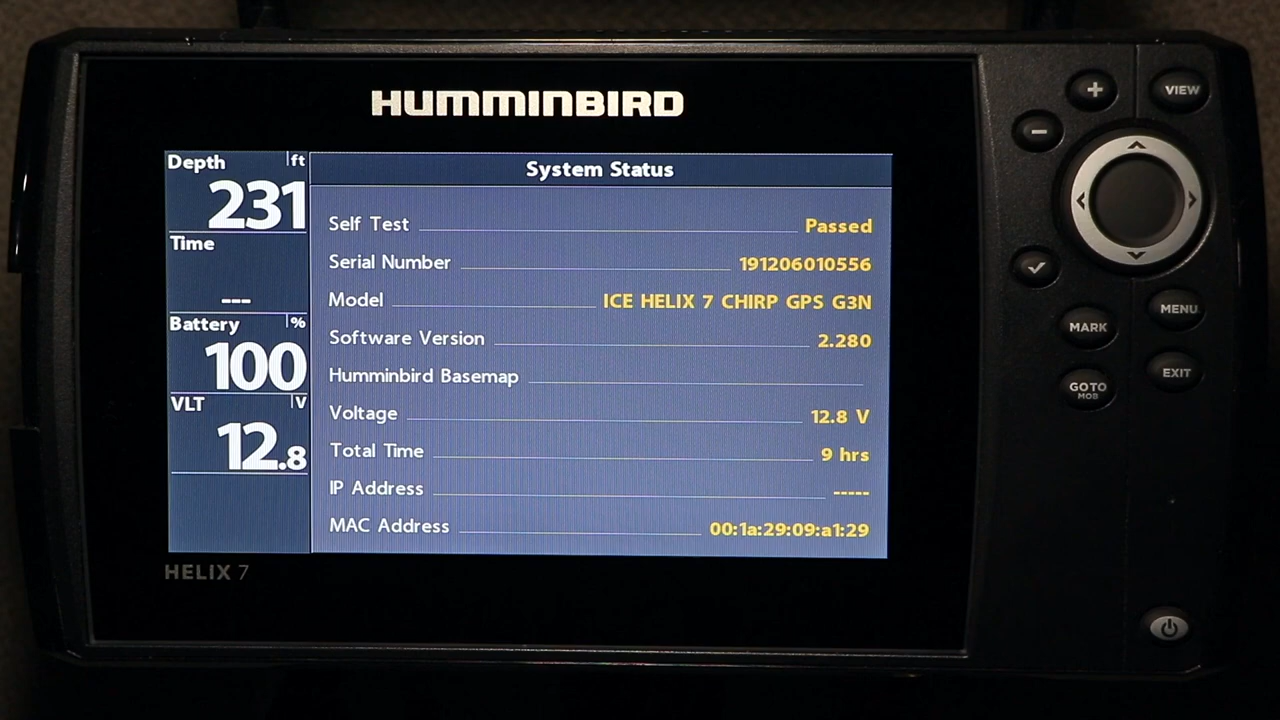 HUMMINBIRD
Depth ft
231
Time
---
Battery %
100
VLT V
12.8
System Status
Self Test Passed
Serial Number 191206010556
Model ICE HELIX 7 CHIRP GPS G3N
Software Version 2.280
Humminbird Basemap
Voltage 12.8 V
Total Time 9 hrs
IP Address -----
MAC Address 00:1a:29:09:a1:29
HELIX 7
+
VIEW
-
MENU
MARK
EXIT
GO TO
MOB